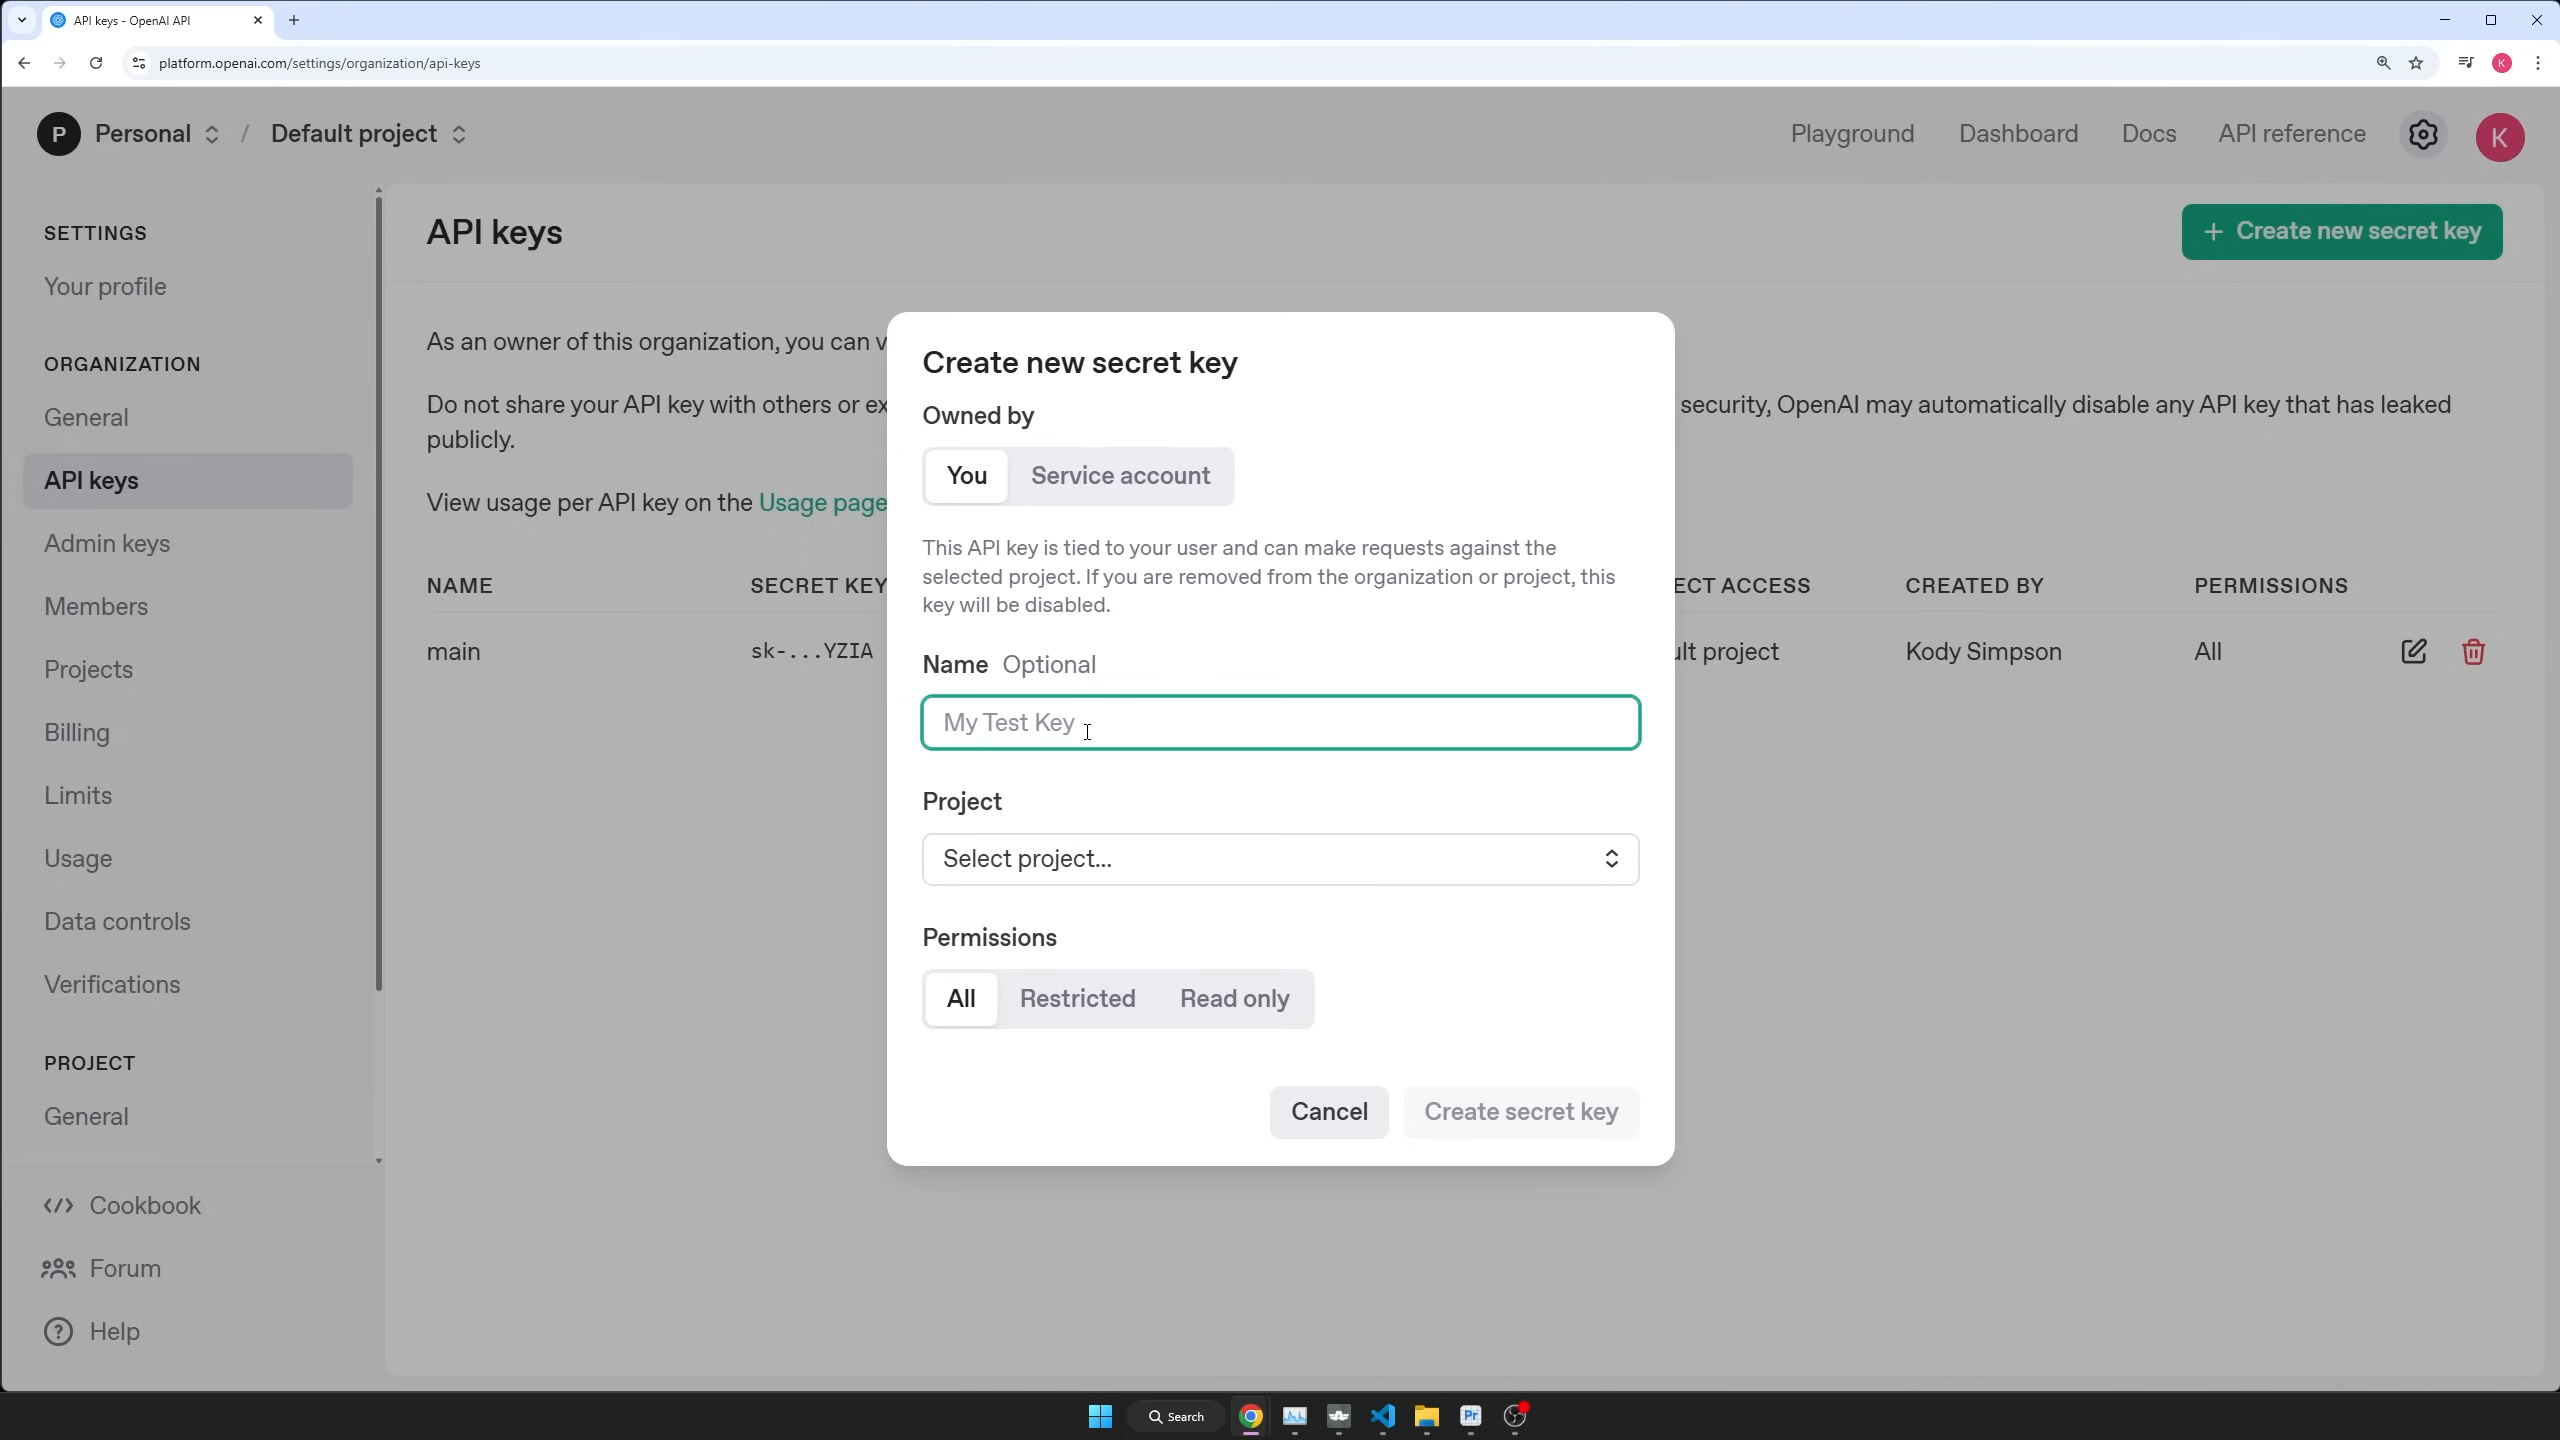 API keys - OpenAI API
platform.openai.com/settings/organization/api-keys
K
P
Personal
/
Default project
Playground
Dashboard
Docs
API reference
K
SETTINGS
Your profile
ORGANIZATION
General
API keys
Admin keys
Members
Projects
Billing
Limits
Usage
Data controls
Verifications
PROJECT
General
Cookbook
Forum
Help
API keys
+ Create new secret key
As an owner of this organization, you can v
Do not share your API key with others or ex
security, OpenAI may automatically disable any API key that has leaked
publicly.
View usage per API key on the Usage page
NAME
SECRET KEY
ECT ACCESS
CREATED BY
PERMISSIONS
main
sk-...YZIA
ult project
Kody Simpson
All
Create new secret key
Owned by
You
Service account
This API key is tied to your user and can make requests against the
selected project. If you are removed from the organization or project, this
key will be disabled.
Name Optional
My Test Key
Project
Select project...
Permissions
All
Restricted
Read only
Cancel
Create secret key
Search
Pr